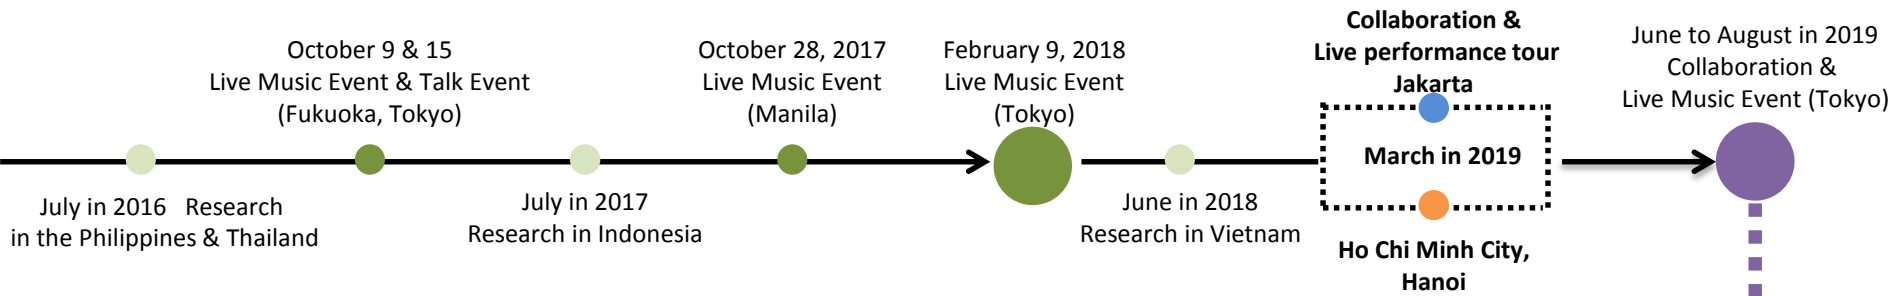 October 9 & 15
Live Music Event & Talk Event
(Fukuoka, Tokyo)
October 28, 2017
Live Music Event
(Manila)
February 9, 2018
Live Music Event
(Tokyo)
Collaboration &
Live performance tour
Jakarta
June to August in 2019
Collaboration &
Live Music Event (Tokyo)
March in 2019
July in 2016 Research
in the Philippines & Thailand
July in 2017
Research in Indonesia
June in 2018
Research in Vietnam
Ho Chi Minh City,
Hanoi